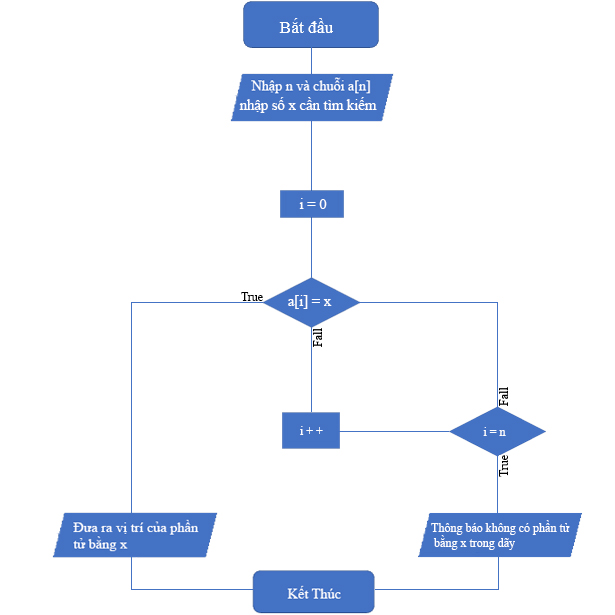 Bắt đầu
Nhập n và chuỗi a[n]
nhập số x cần tìm kiếm
i = 0
True
a[i] = x
Fall
Fall
i + +
i = n
True
Đưa ra vị trí của phần
tử bằng x
Thông báo không có phần tử
bằng x trong dãy
Kết Thúc